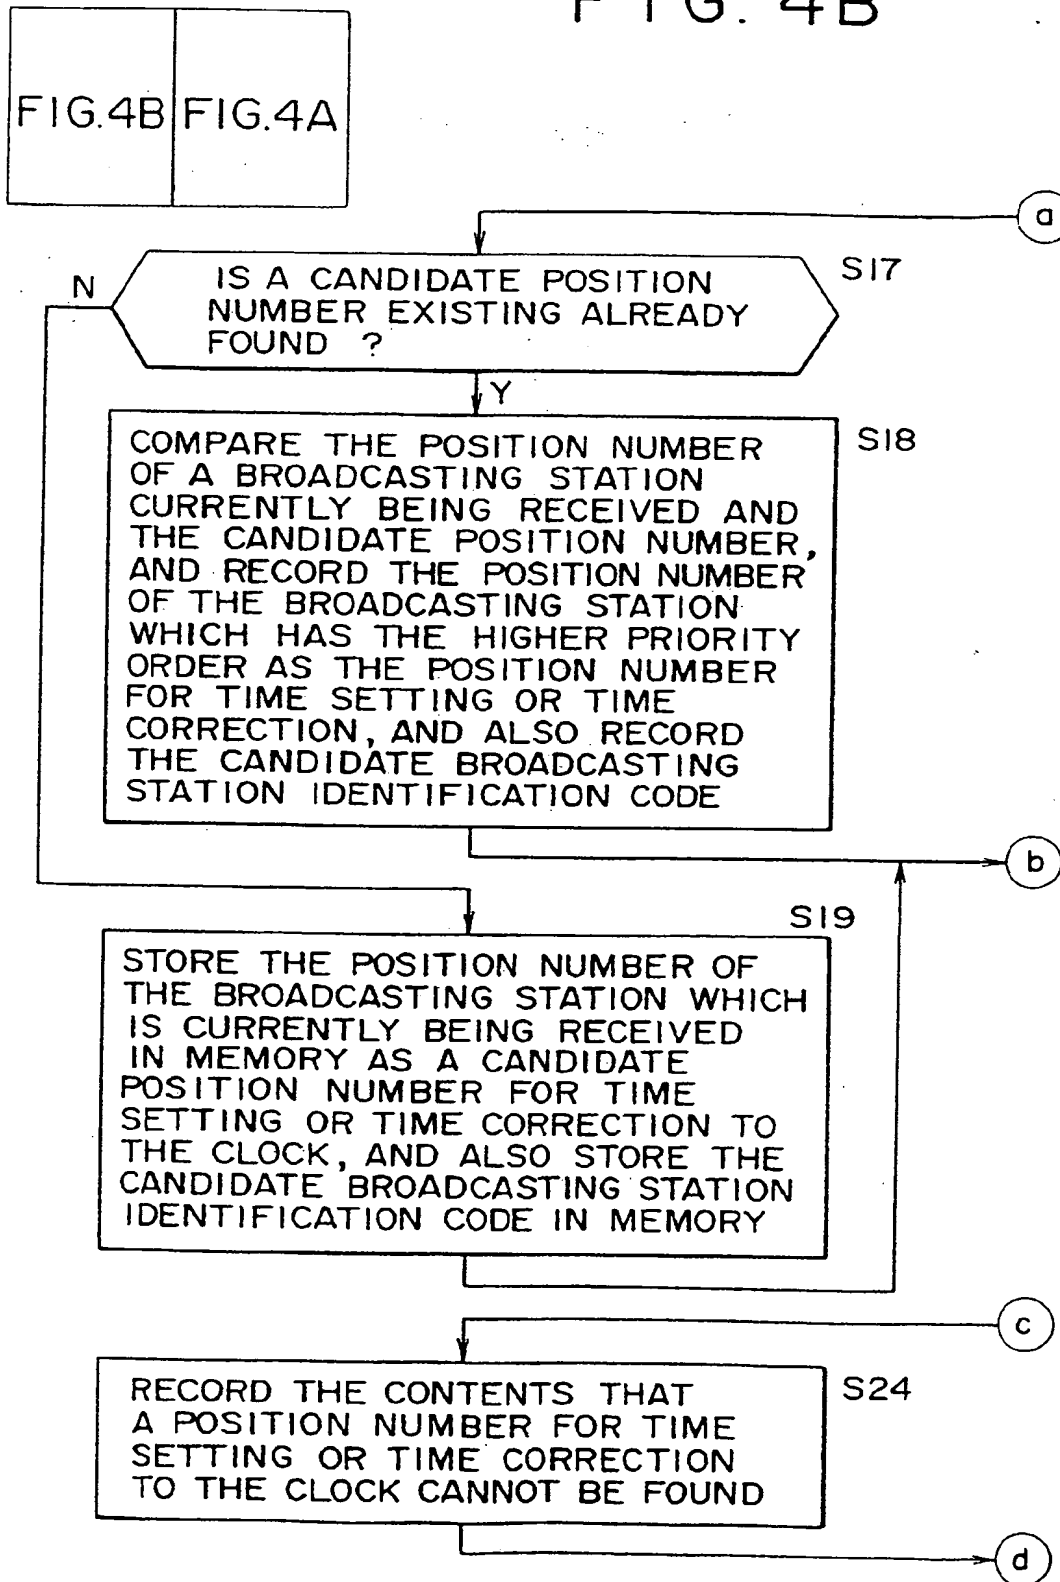 FIG. 4B
FIG.4B FIG.4A
a
S17
N
IS A CANDIDATE POSITION
NUMBER EXISTING ALREADY
FOUND ?
Y
S18
COMPARE THE POSITION NUMBER
OF A BROADCASTING STATION
CURRENTLY BEING RECEIVED AND
THE CANDIDATE POSITION NUMBER,
AND RECORD THE POSITION NUMBER
OF THE BROADCASTING STATION
WHICH HAS THE HIGHER PRIORITY
ORDER AS THE POSITION NUMBER
FOR TIME SETTING OR TIME
CORRECTION, AND ALSO RECORD
THE CANDIDATE BROADCASTING
STATION IDENTIFICATION CODE
b
S19
STORE THE POSITION NUMBER OF
THE BROADCASTING STATION WHICH
IS CURRENTLY BEING RECEIVED
IN MEMORY AS A CANDIDATE
POSITION NUMBER FOR TIME
SETTING OR TIME CORRECTION TO
THE CLOCK, AND ALSO STORE THE
CANDIDATE BROADCASTING STATION
IDENTIFICATION CODE IN MEMORY
c
S24
RECORD THE CONTENTS THAT
A POSITION NUMBER FOR TIME
SETTING OR TIME CORRECTION
TO THE CLOCK CANNOT BE FOUND
d